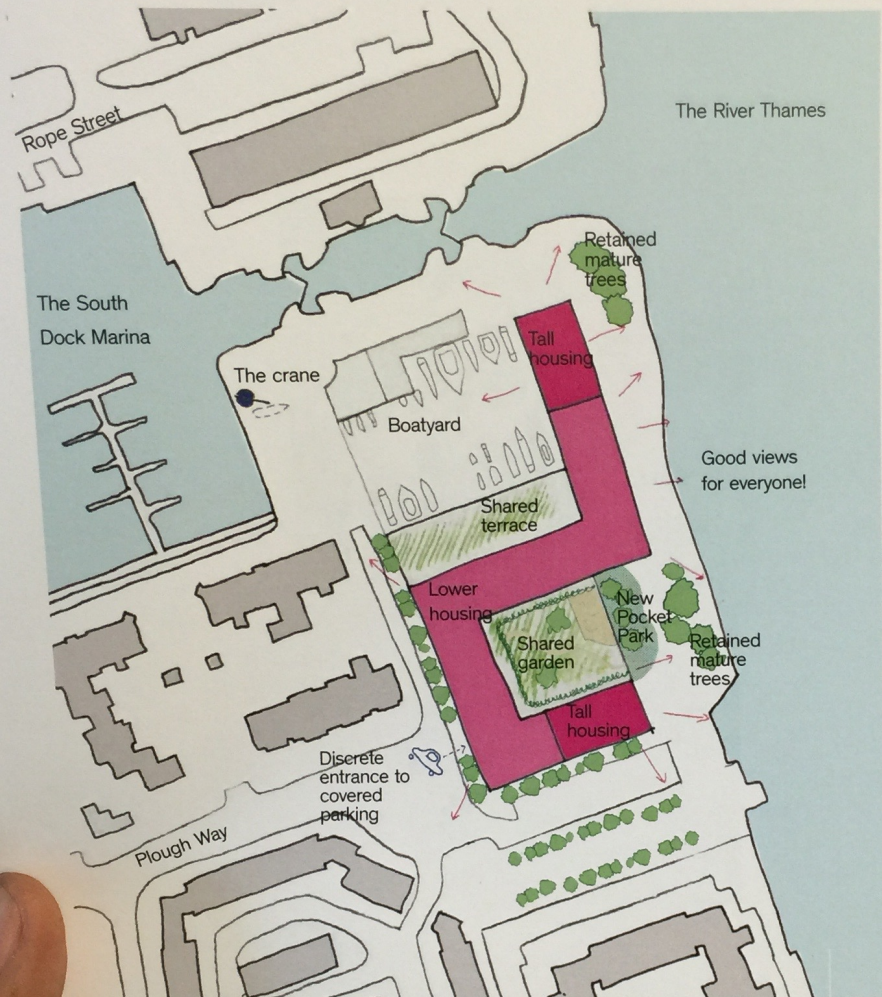 The River Thames
Rope Street
Retained
mature
trees
The South
Dock Marina
Tall
housing
The crane
Boatyard
Good views
for everyone!
Shared
terrace
Lower
housing
New
Pocket
Park
Shared
garden
Retained
mature
trees
Tall
housing
Discrete
entrance to
covered
parking
Plough Way